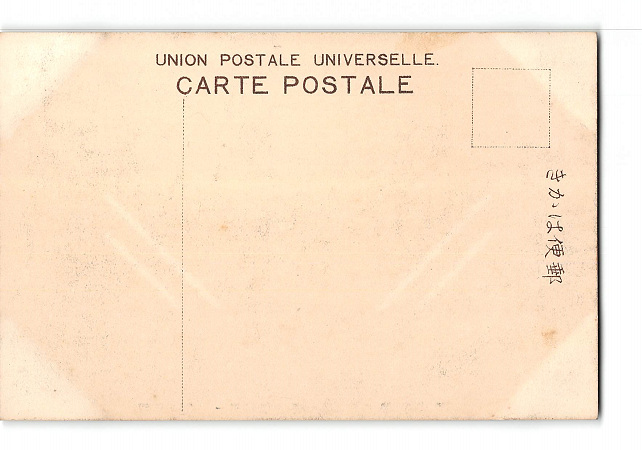 UNION POSTALE UNIVERSELLE.
CARTE POSTALE
郵便はかき